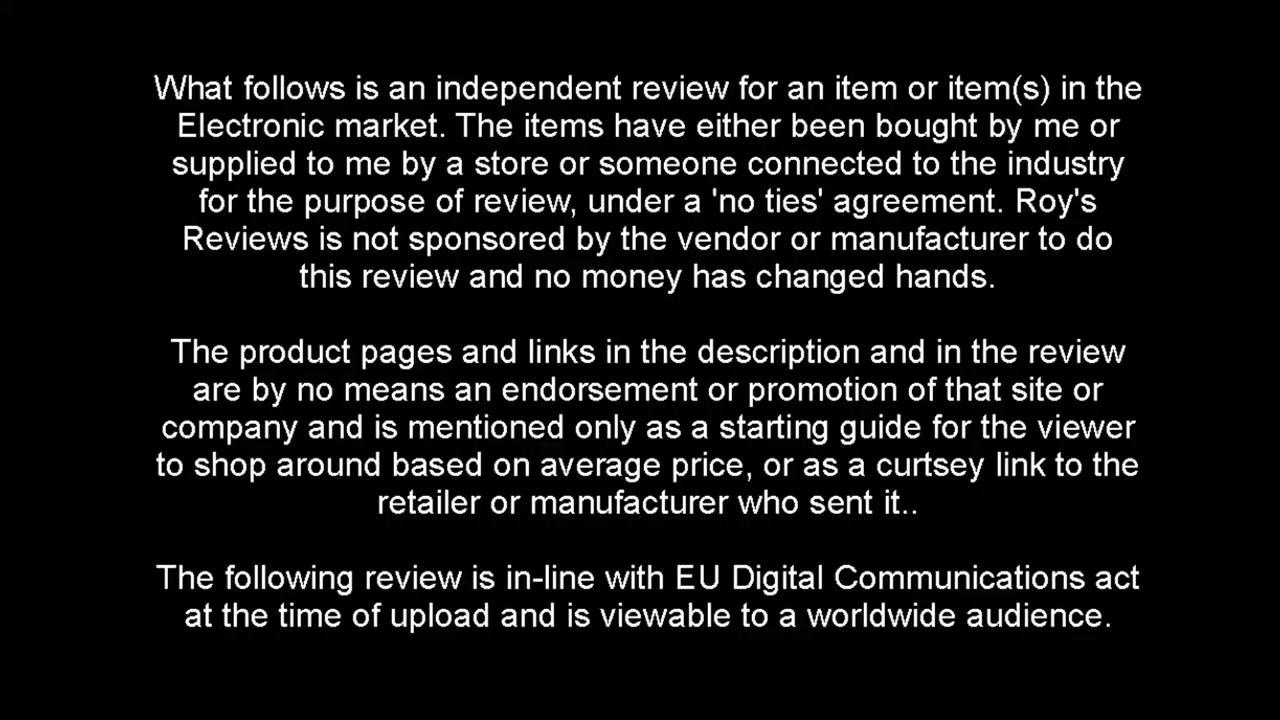 What follows is an independent review for an item or item(s) in the
Electronic market. The items have either been bought by me or
supplied to me by a store or someone connected to the industry
for the purpose of review, under a 'no ties' agreement. Roy's
Reviews is not sponsored by the vendor or manufacturer to do
this review and no money has changed hands.
The product pages and links in the description and in the review
are by no means an endorsement or promotion of that site or
company and is mentioned only as a starting guide for the viewer
to shop around based on average price, or as a curtsey link to the
retailer or manufacturer who sent it..
The following review is in-line with EU Digital Communications act
at the time of upload and is viewable to a worldwide audience.